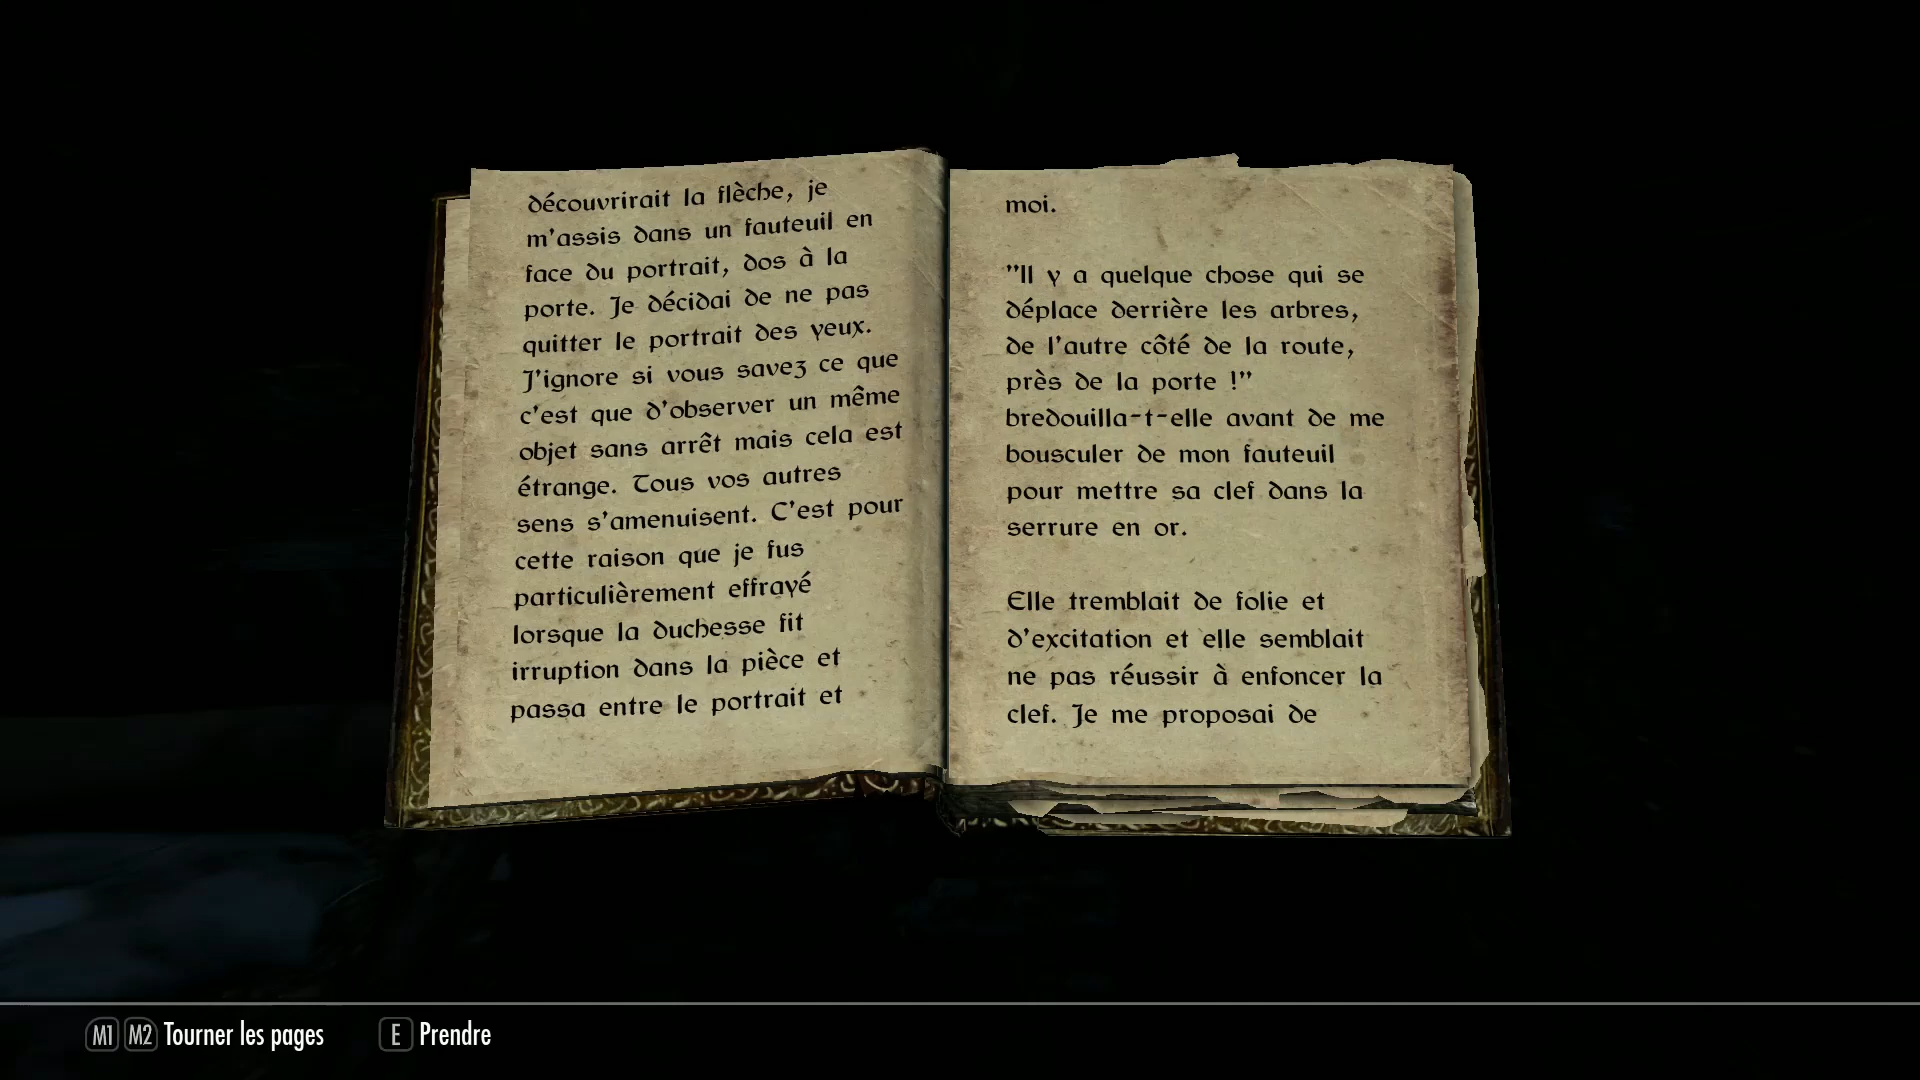 découvrirait la flèche, je
m'assis dans un fauteuil en
face du portrait, dos à la
porte. Je décidai de ne pas
quitter le portrait des yeux.
J'ignore si vous savez ce que
c'est que d'observer un même
objet sans arrêt mais cela est
étrange. Tous vos autres
sens s'amenuisent. C'est pour
cette raison que je fus
particulièrement effrayé
lorsque la duchesse fit
irruption dans la pièce et
passa entre le portrait et
moi.
"Il y a quelque chose qui se
déplace derrière les arbres,
de l'autre côté de la route,
près de la porte !"
bredouilla-t-elle avant de me
bousculer de mon fauteuil
pour mettre sa clef dans la
serrure en or.
Elle tremblait de folie et
d'excitation et elle semblait
ne pas réussir à enfoncer la
clef. Je me proposai de
M1 M2 Tourner les pages E Prendre